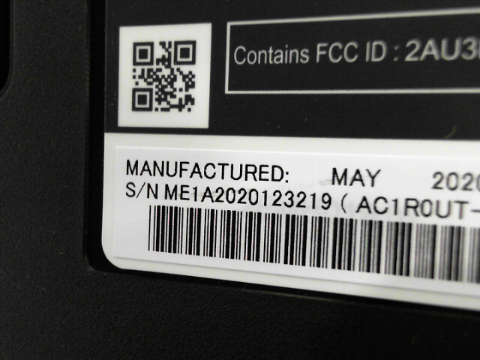 Contains FCC ID : 2AU3
MANUFACTURED: MAY 2020
S/N ME1A2020123219 ( AC1R0UT-